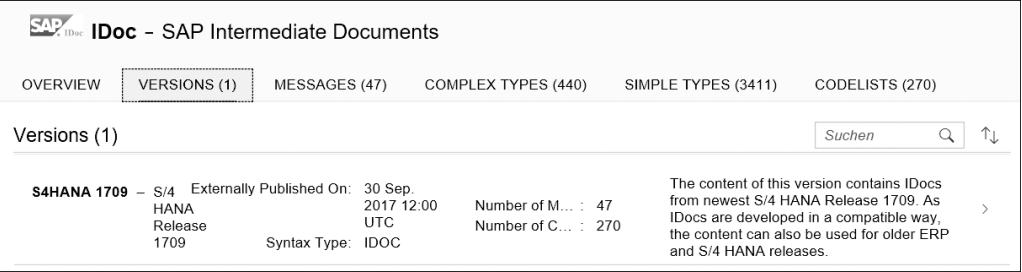 SAP IDoc IDoc - SAP Intermediate Documents
OVERVIEW VERSIONS (1) MESSAGES (47) COMPLEX TYPES (440) SIMPLE TYPES (3411) CODELISTS (270)
Versions (1) Suchen
S4HANA 1709 – S/4 HANA Release 1709
Externally Published On: 30 Sep. 2017 12:00 UTC
Syntax Type: IDOC
Number of M... : 47
Number of C... : 270
The content of this version contains IDocs
from newest S/4 HANA Release 1709. As
IDocs are developed in a compatible way,
the content can also be used for older ERP
and S/4 HANA releases.